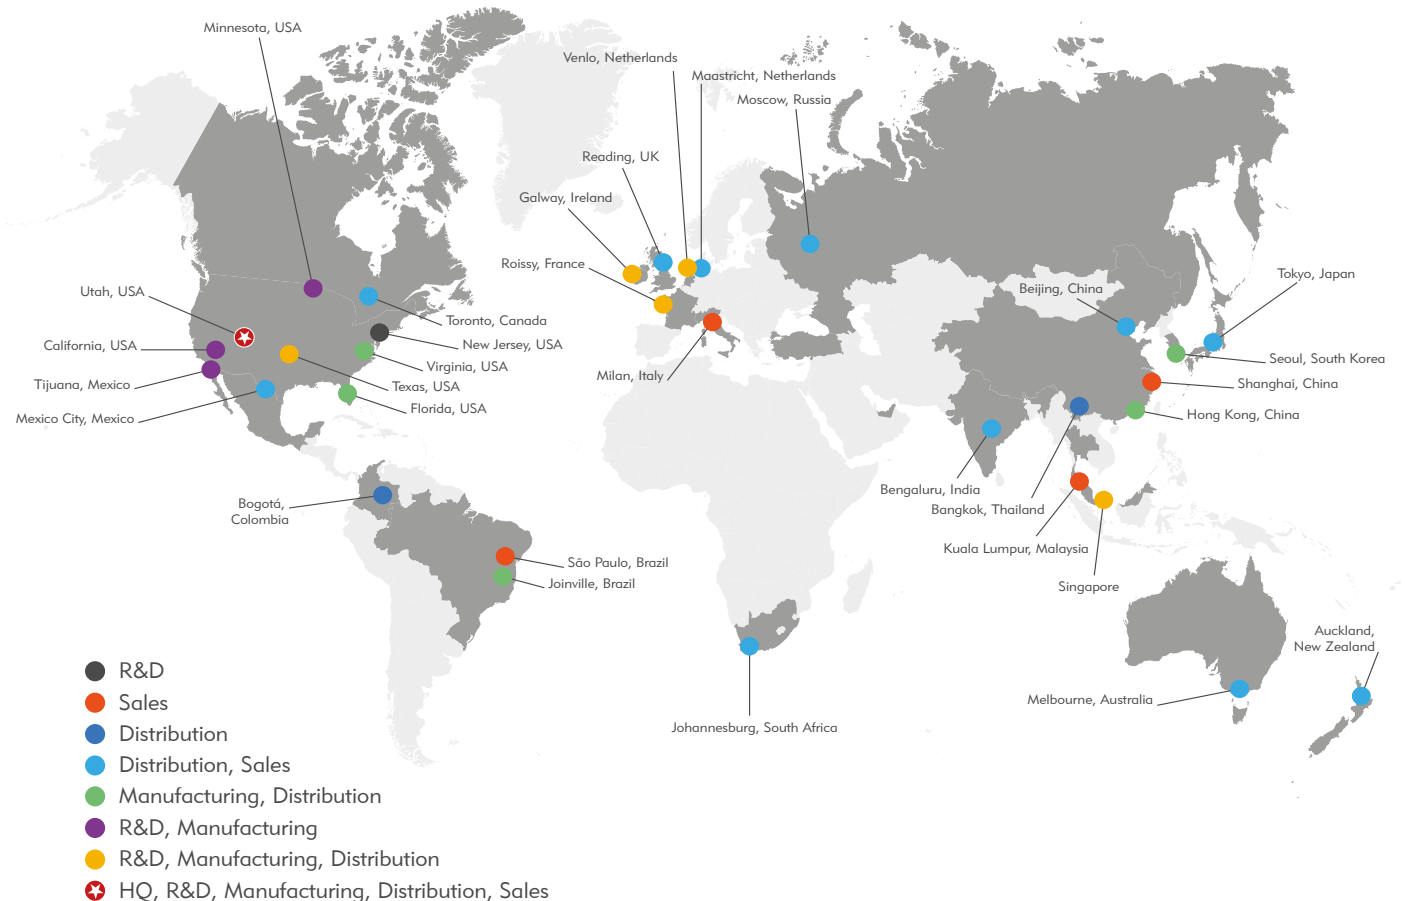 Minnesota, USA
Venlo, Netherlands
Maastricht, Netherlands
Moscow, Russia
Reading, UK
Galway, Ireland
Roissy, France
Utah, USA
Beijing, China
Tokyo, Japan
Toronto, Canada
California, USA
New Jersey, USA
Seoul, South Korea
Virginia, USA
Milan, Italy
Tijuana, Mexico
Texas, USA
Shanghai, China
Florida, USA
Mexico City, Mexico
Hong Kong, China
Bengaluru, India
Bogotá,
Colombia
Bangkok, Thailand
Kuala Lumpur, Malaysia
São Paulo, Brazil
Joinville, Brazil
Singapore
Auckland,
New Zealand
Melbourne, Australia
Johannesburg, South Africa
R&D
Sales
Distribution
Distribution, Sales
Manufacturing, Distribution
R&D, Manufacturing
R&D, Manufacturing, Distribution
HQ, R&D, Manufacturing, Distribution, Sales